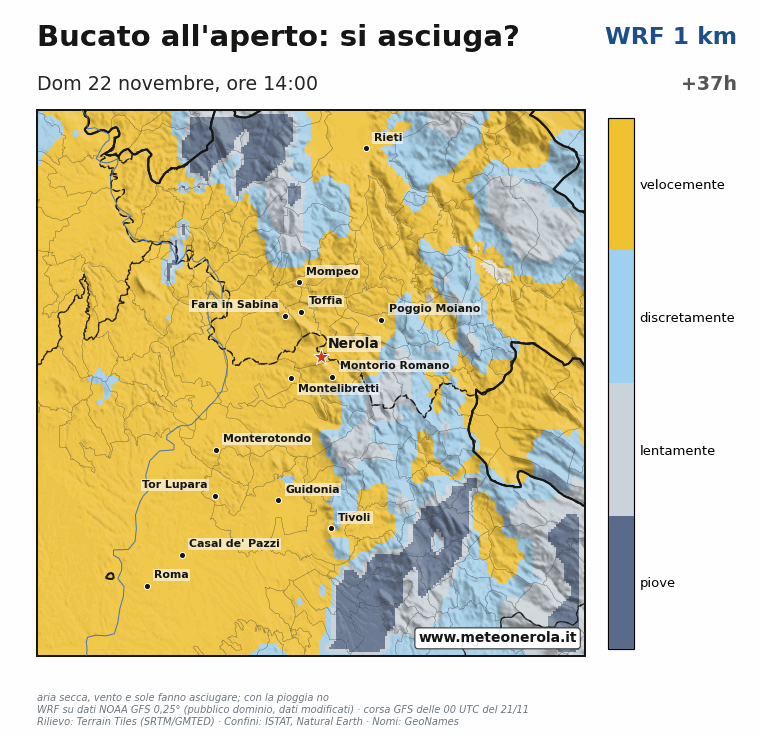 Bucato all'aperto: si asciuga?
WRF 1 km
Dom 22 novembre, ore 14:00
+37h
Rieti
velocemente
Mompeo
Toffia
Fara in Sabina
Poggio Moiano
discretamente
Nerola
Montorio Romano
Montelibretti
Monterotondo
lentamente
Tor Lupara
Guidonia
Tivoli
Casal de' Pazzi
Roma
piove
www.meteonerola.it
aria secca, vento e sole fanno asciugare; con la pioggia no
WRF su dati NOAA GFS 0,25° (pubblico dominio, dati modificati) · corsa GFS delle 00 UTC del 21/11
Rilievo: Terrain Tiles (SRTM/GMTED) · Confini: ISTAT, Natural Earth · Nomi: GeoNames